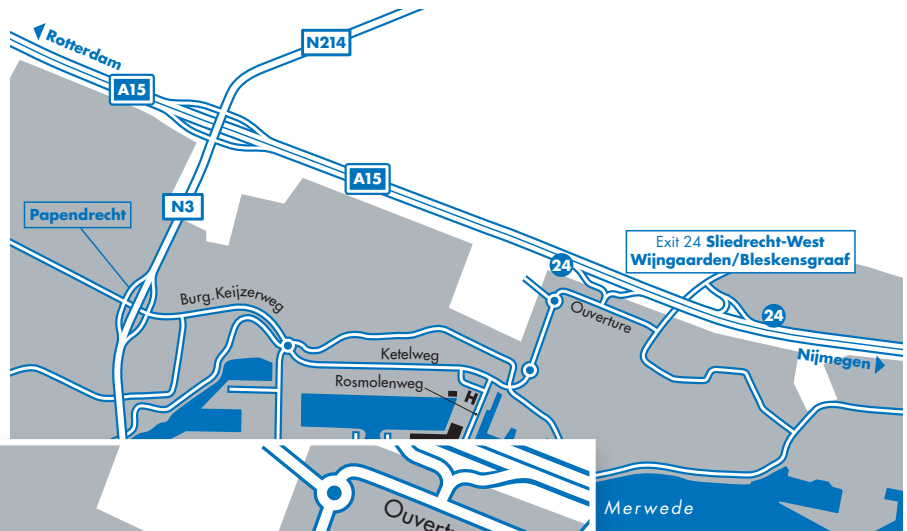 Rotterdam
N214
A15
A15
N3
Papendrecht
Exit 24 Sliedrecht-West
Wijngaarden/Bleskensgraaf
24
Burg. Keijzerweg
Ouverture
24
Nijmegen
Ketelweg
Rosmolenweg
H
Merwede
Ouvertu